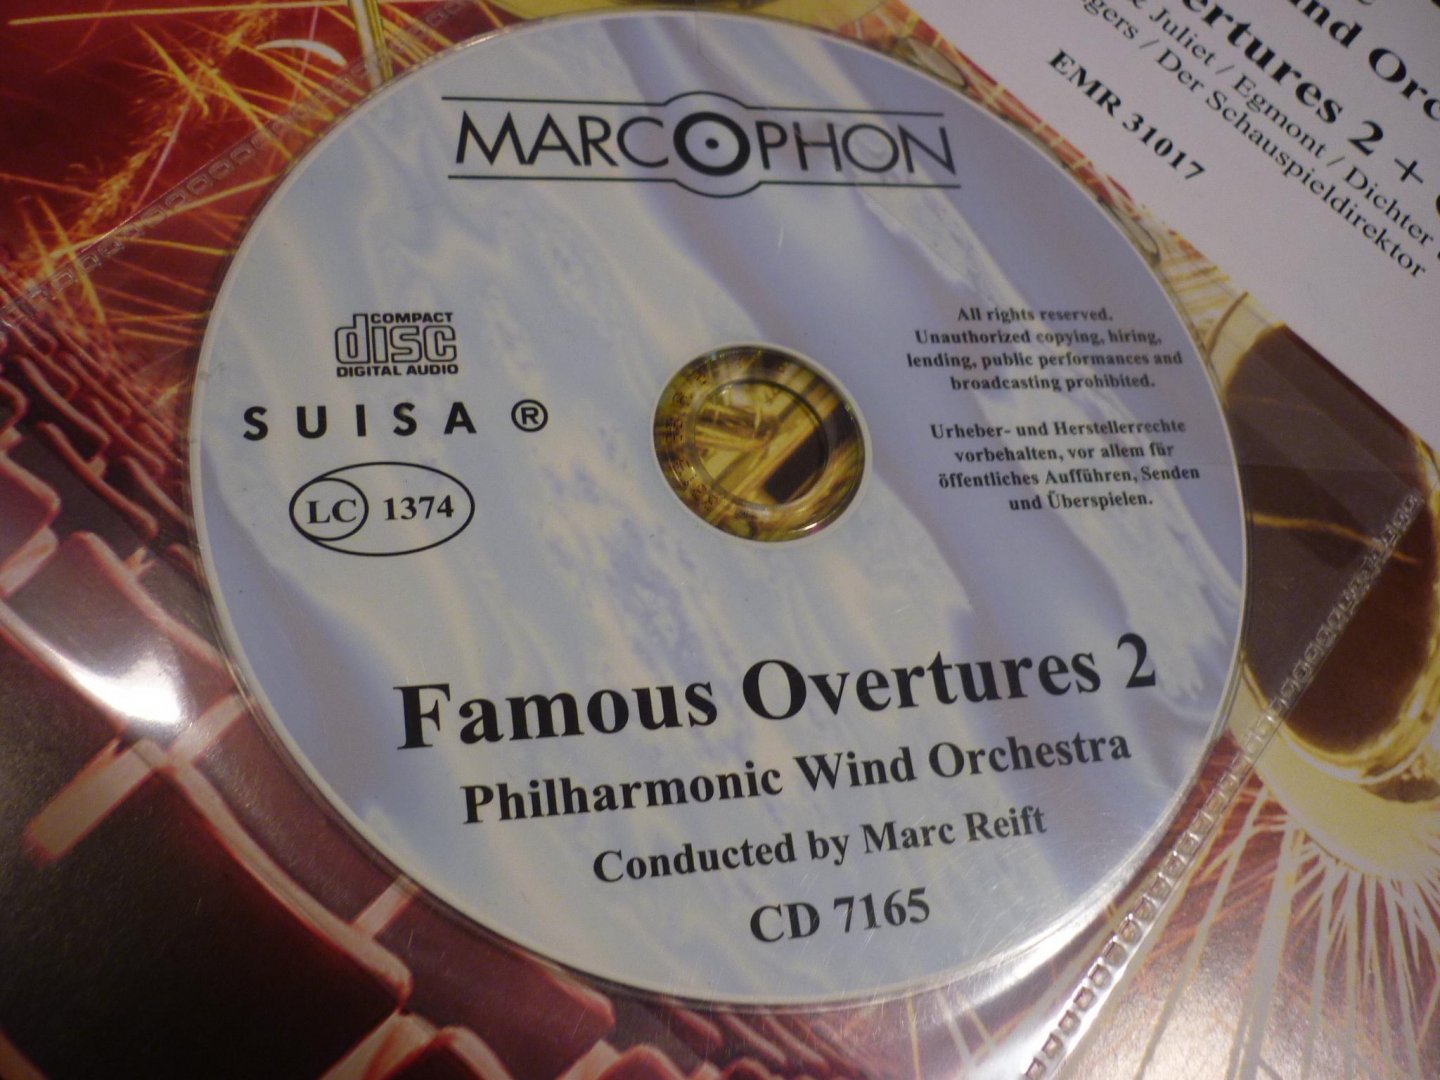 MARCOPHON
COMPACT
disc
DIGITAL AUDIO
SUISA ®
LC 1374
All rights reserved.
Unauthorized copying, hiring,
lending, public performances and
broadcasting prohibited.
Urheber- und Herstellerrechte
vorbehalten, vor allem für
öffentliches Aufführen, Senden
und Überspielen.
Famous Overtures 2
Philharmonic Wind Orchestra
Conducted by Marc Reift
CD 7165
2 +
Juliet / Egmont / Dichter
/ Der Schauspieldirektor
EMR 31017